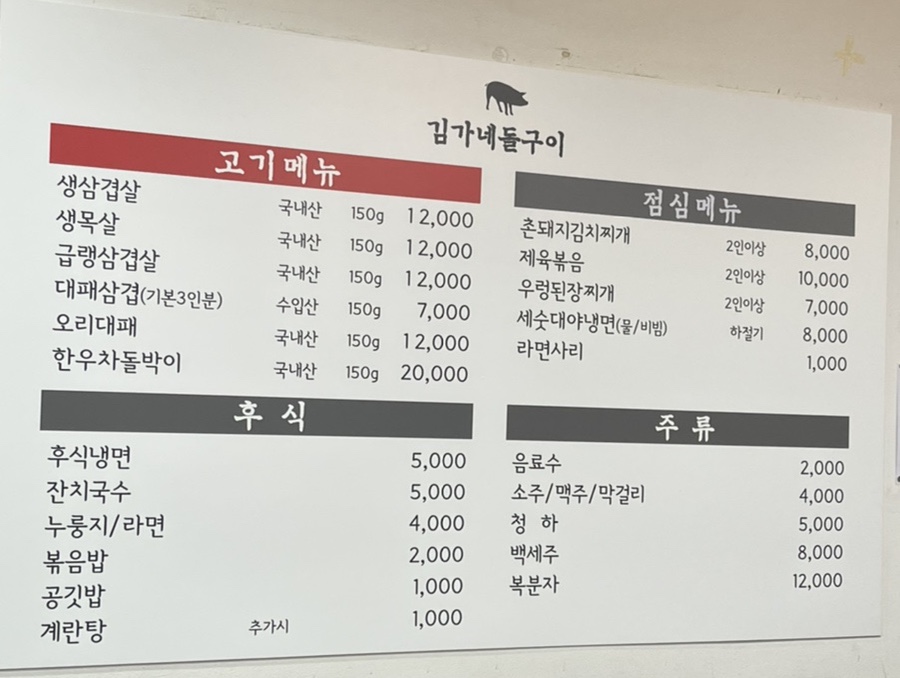 김가네돌구이
고기메뉴
생삼겹살 국내산 150g 12,000
생목살 국내산 150g 12,000
급랭삼겹살 국내산 150g 12,000
대패삼겹(기본3인분) 수입산 150g 7,000
오리대패 국내산 150g 12,000
한우차돌박이 국내산 150g 20,000
점심메뉴
촌돼지김치찌개 2인이상 8,000
제육볶음 2인이상 10,000
우렁된장찌개 2인이상 7,000
세숫대야냉면(물/비빔) 하절기 8,000
라면사리 1,000
후식
후식냉면 5,000
잔치국수 5,000
누룽지/라면 4,000
볶음밥 2,000
공깃밥 1,000
계란탕 추가시 1,000
주류
음료수 2,000
소주/맥주/막걸리 4,000
청 하 5,000
백세주 8,000
복분자 12,000